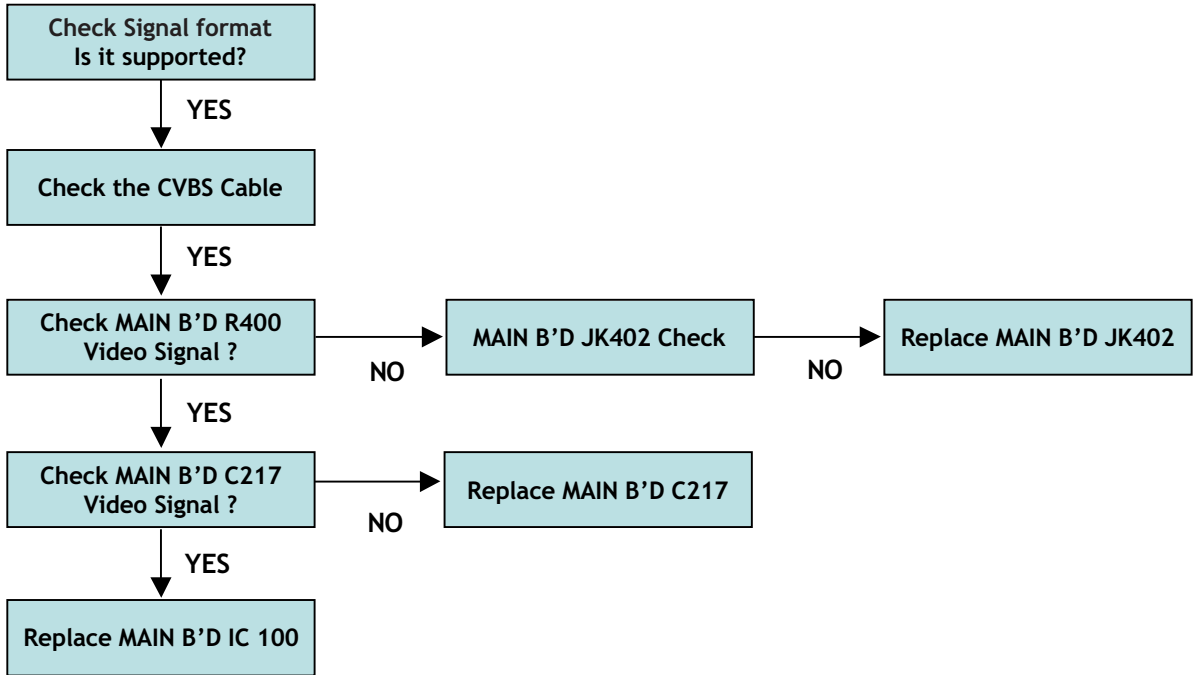 Check Signal format
Is it supported?
YES
Check the CVBS Cable
YES
Check MAIN B’D R400
Video Signal ?
NO
MAIN B’D JK402 Check
NO
Replace MAIN B’D JK402
YES
Check MAIN B’D C217
Video Signal ?
NO
Replace MAIN B’D C217
YES
Replace MAIN B’D IC 100